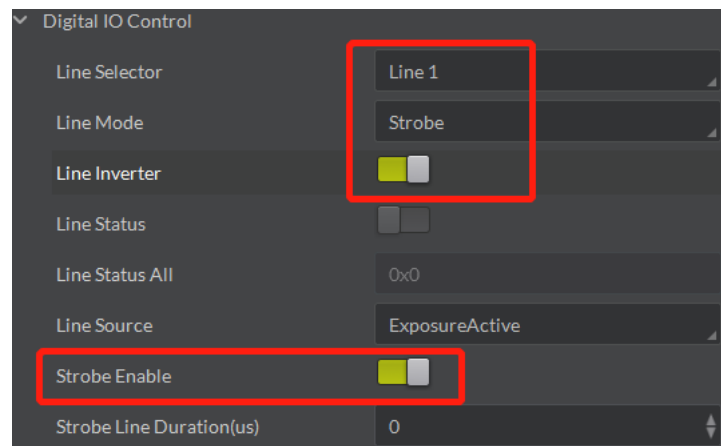 Digital IO Control
Line Selector Line 1
Line Mode Strobe
Line Inverter
Line Status
Line Status All 0x0
Line Source ExposureActive
Strobe Enable
Strobe Line Duration(us) 0